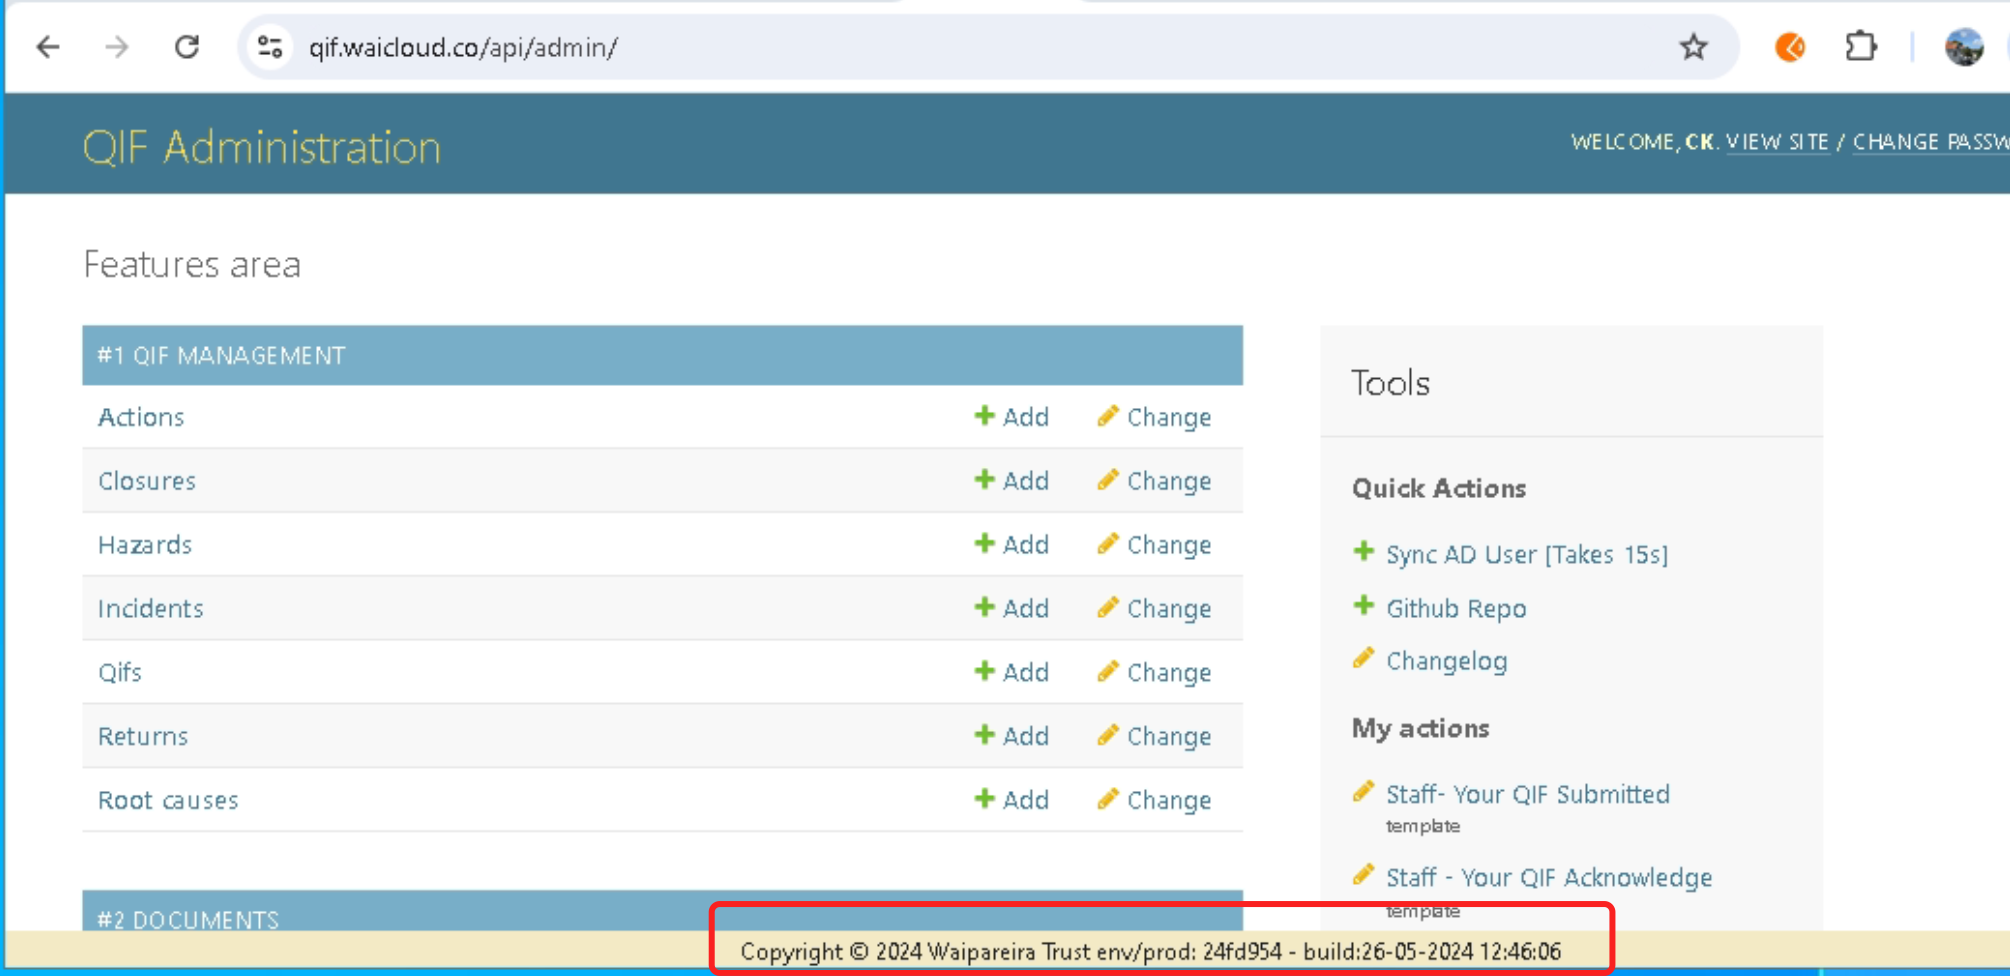 qif.waicloud.co/api/admin/
QIF Administration
WELCOME, CK. VIEW SITE / CHANGE PASSW
Features area
#1 QIF MANAGEMENT
Actions Add Change
Closures Add Change
Hazards Add Change
Incidents Add Change
Qifs Add Change
Returns Add Change
Root causes Add Change
#2 DOCUMENTS
Tools
Quick Actions
Sync AD User [Takes 15s]
Github Repo
Changelog
My actions
Staff- Your QIF Submitted
template
Staff - Your QIF Acknowledge
template
Copyright © 2024 Waipareira Trust env/prod: 24fd954 - build:26-05-2024 12:46:06